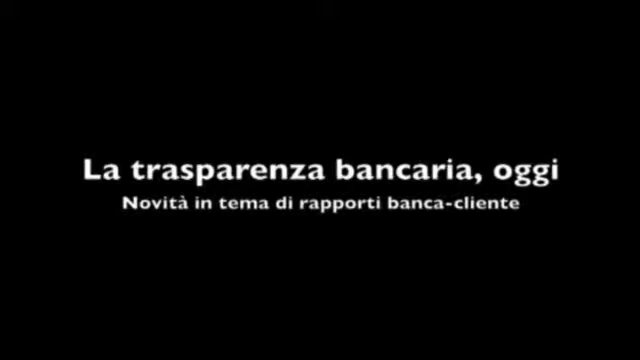 La trasparenza bancaria, oggi
Novità in tema di rapporti banca-cliente